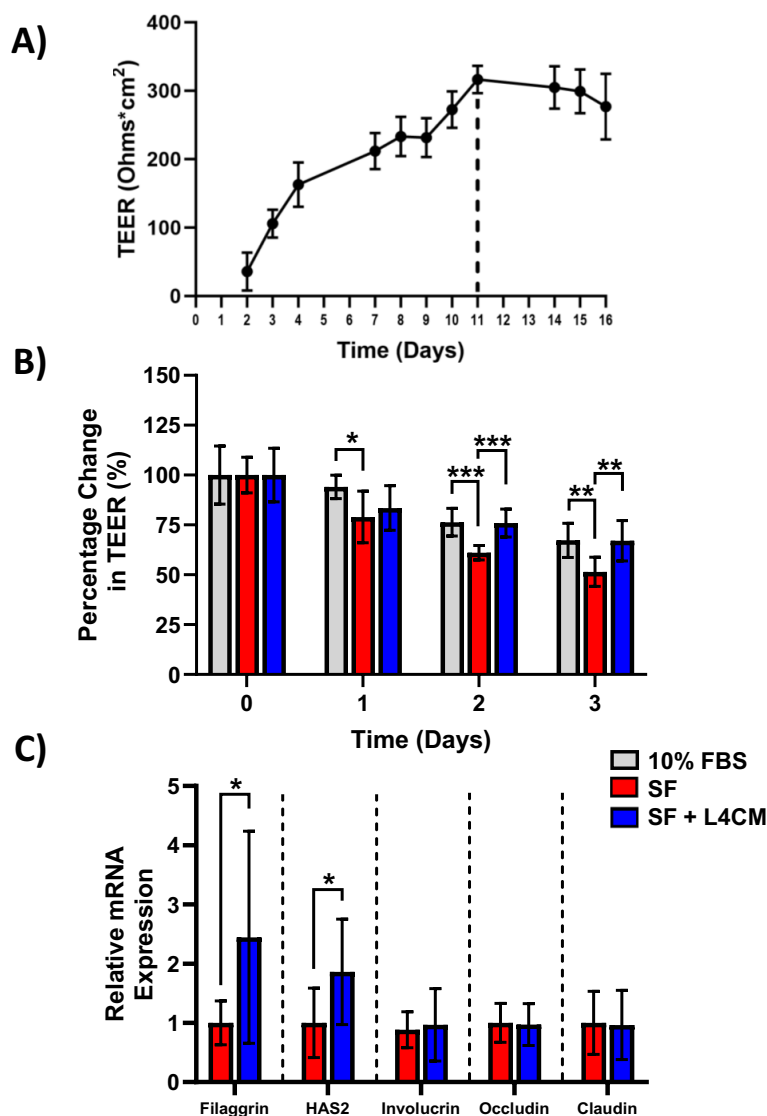 A)
400
300
200
100
0
TEER (Ohms*cm²)
0 1 2 3 4 5 6 7 8 9 10 11 12 13 14 15 16
Time (Days)
B)
150
125
100
75
50
25
0
Percentage Change
in TEER (%)
* *** *** ** **
0 1 2 3
Time (Days)
C)
10% FBS
SF
SF + L4CM
5
4
3
2
1
0
Relative mRNA
Expression
* *
Filaggrin HAS2 Involucrin Occludin Claudin